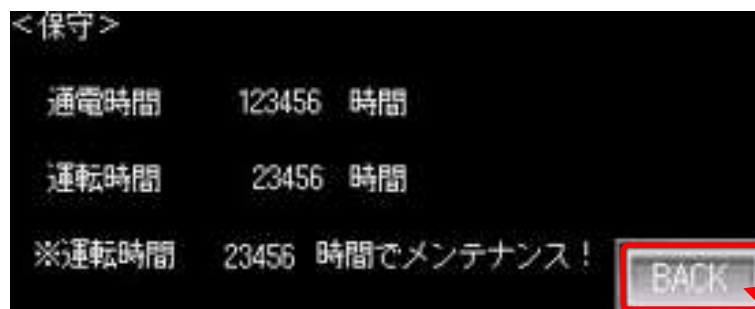 <保守>
通電時間 123456 時間
運転時間 23456 時間
※運転時間 23456 時間でメンテナンス!
BACK